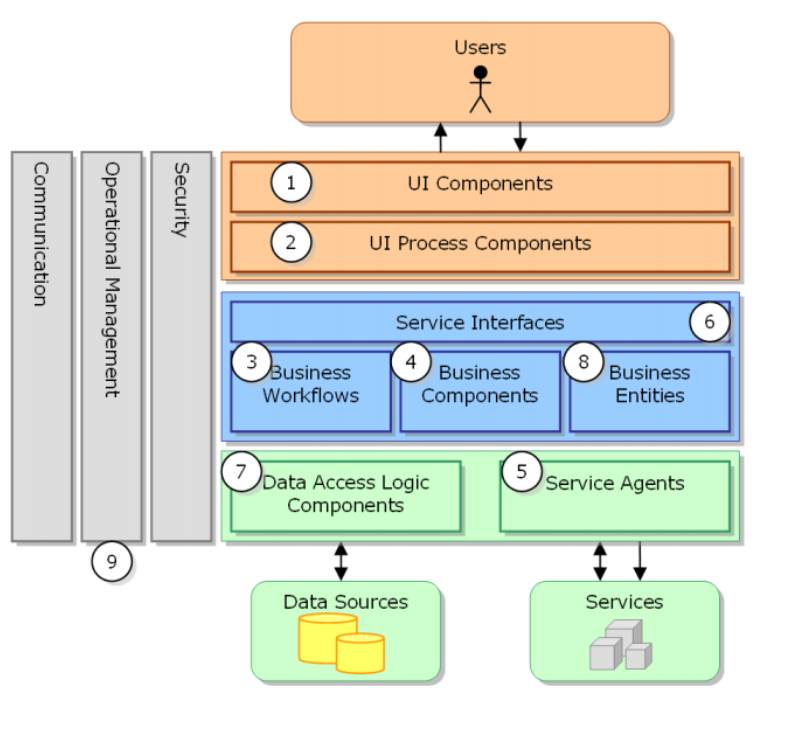 Users
Communication
Operational Management
Security
1
UI Components
2
UI Process Components
Service Interfaces
6
3
Business
Workflows
4
Business
Components
8
Business
Entities
7
Data Access Logic
Components
5
Service Agents
9
Data Sources
Services